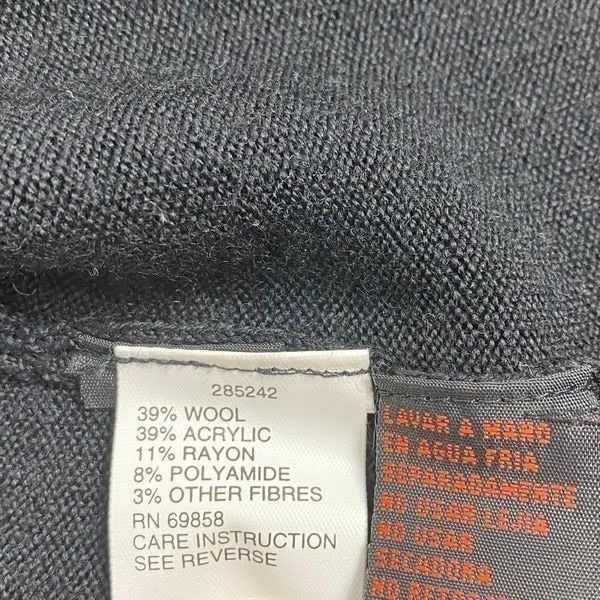 285242
39% WOOL
39% ACRYLIC
11% RAYON
8% POLYAMIDE
3% OTHER FIBRES
RN 69858
CARE INSTRUCTION
SEE REVERSE
LAVAR A MANO
EN AGUA FRIA
SEPARADAMENTE
NO USAR LEJIA
NO USAR
SECADORA